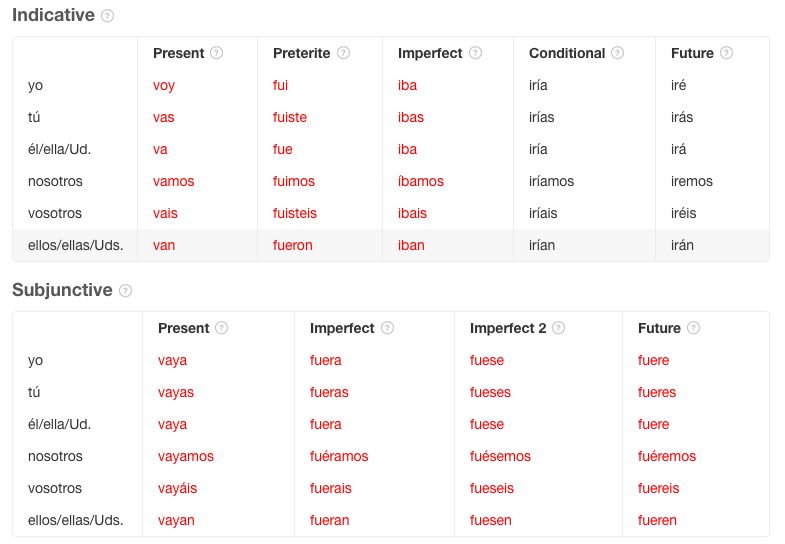 Indicative
Present Preterite Imperfect Conditional Future
yo voy fui iba iría iré
tú vas fuiste ibas irías irás
él/ella/Ud. va fue iba iría irá
nosotros vamos fuimos íbamos iríamos iremos
vosotros vais fuisteis ibais iríais iréis
ellos/ellas/Uds. van fueron iban irían irán
Subjunctive
Present Imperfect Imperfect 2 Future
yo vaya fuera fuese fuere
tú vayas fueras fueses fueres
él/ella/Ud. vaya fuera fuese fuere
nosotros vayamos fuéramos fuésemos fuéremos
vosotros vayáis fuerais fueseis fuereis
ellos/ellas/Uds. vayan fueran fuesen fueren